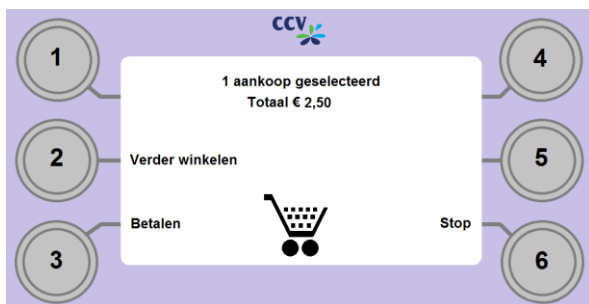 CCV
1
4
1 aankoop geselecteerd
Totaal € 2,50
2
Verder winkelen
5
Betalen
Stop
3
6